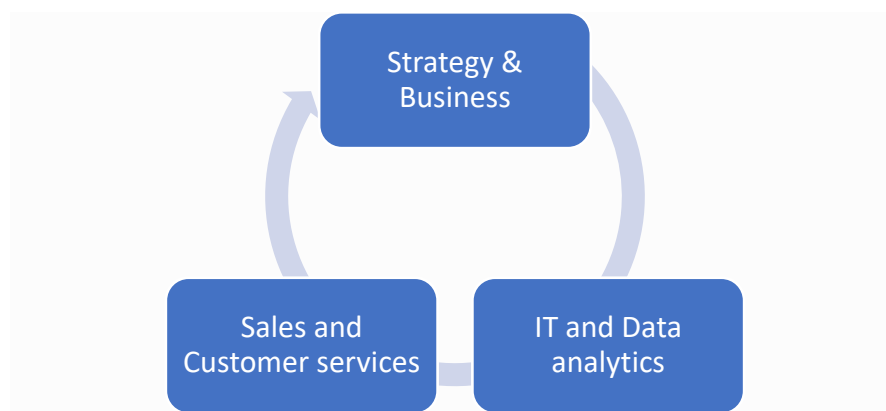 Strategy &
Business
Sales and
Customer services
IT and Data
analytics